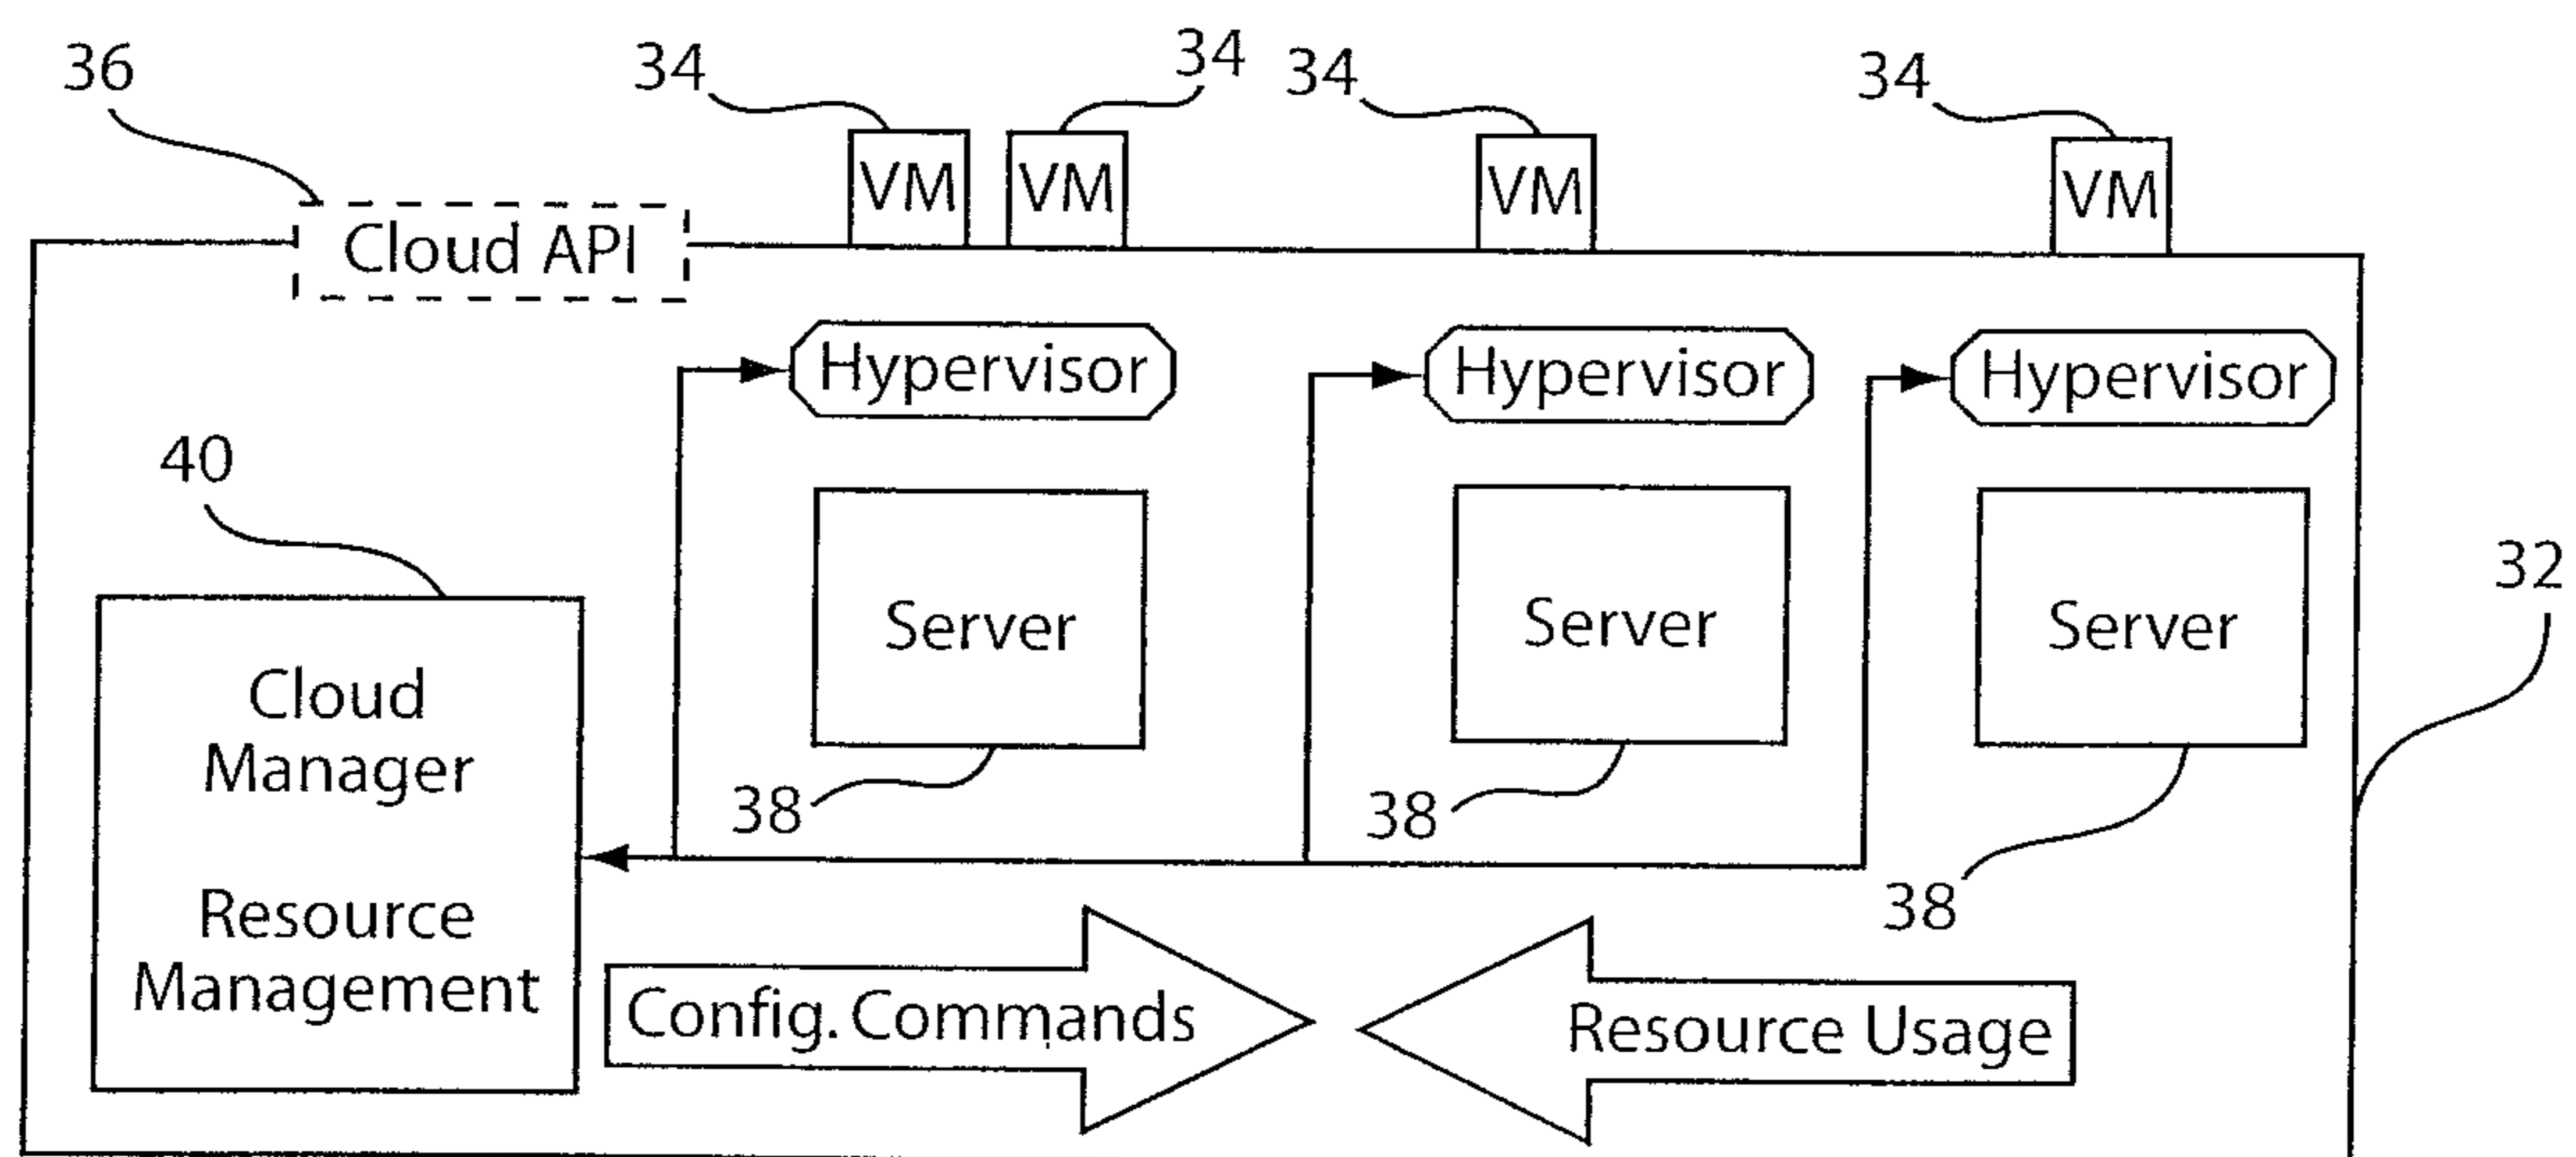 36
34
34
34
34
VM
VM
VM
VM
Cloud API
Hypervisor
Hypervisor
Hypervisor
40
32
Server
Server
Server
Cloud
Manager
38
38
38
Resource
Management
Config. Commands
Resource Usage